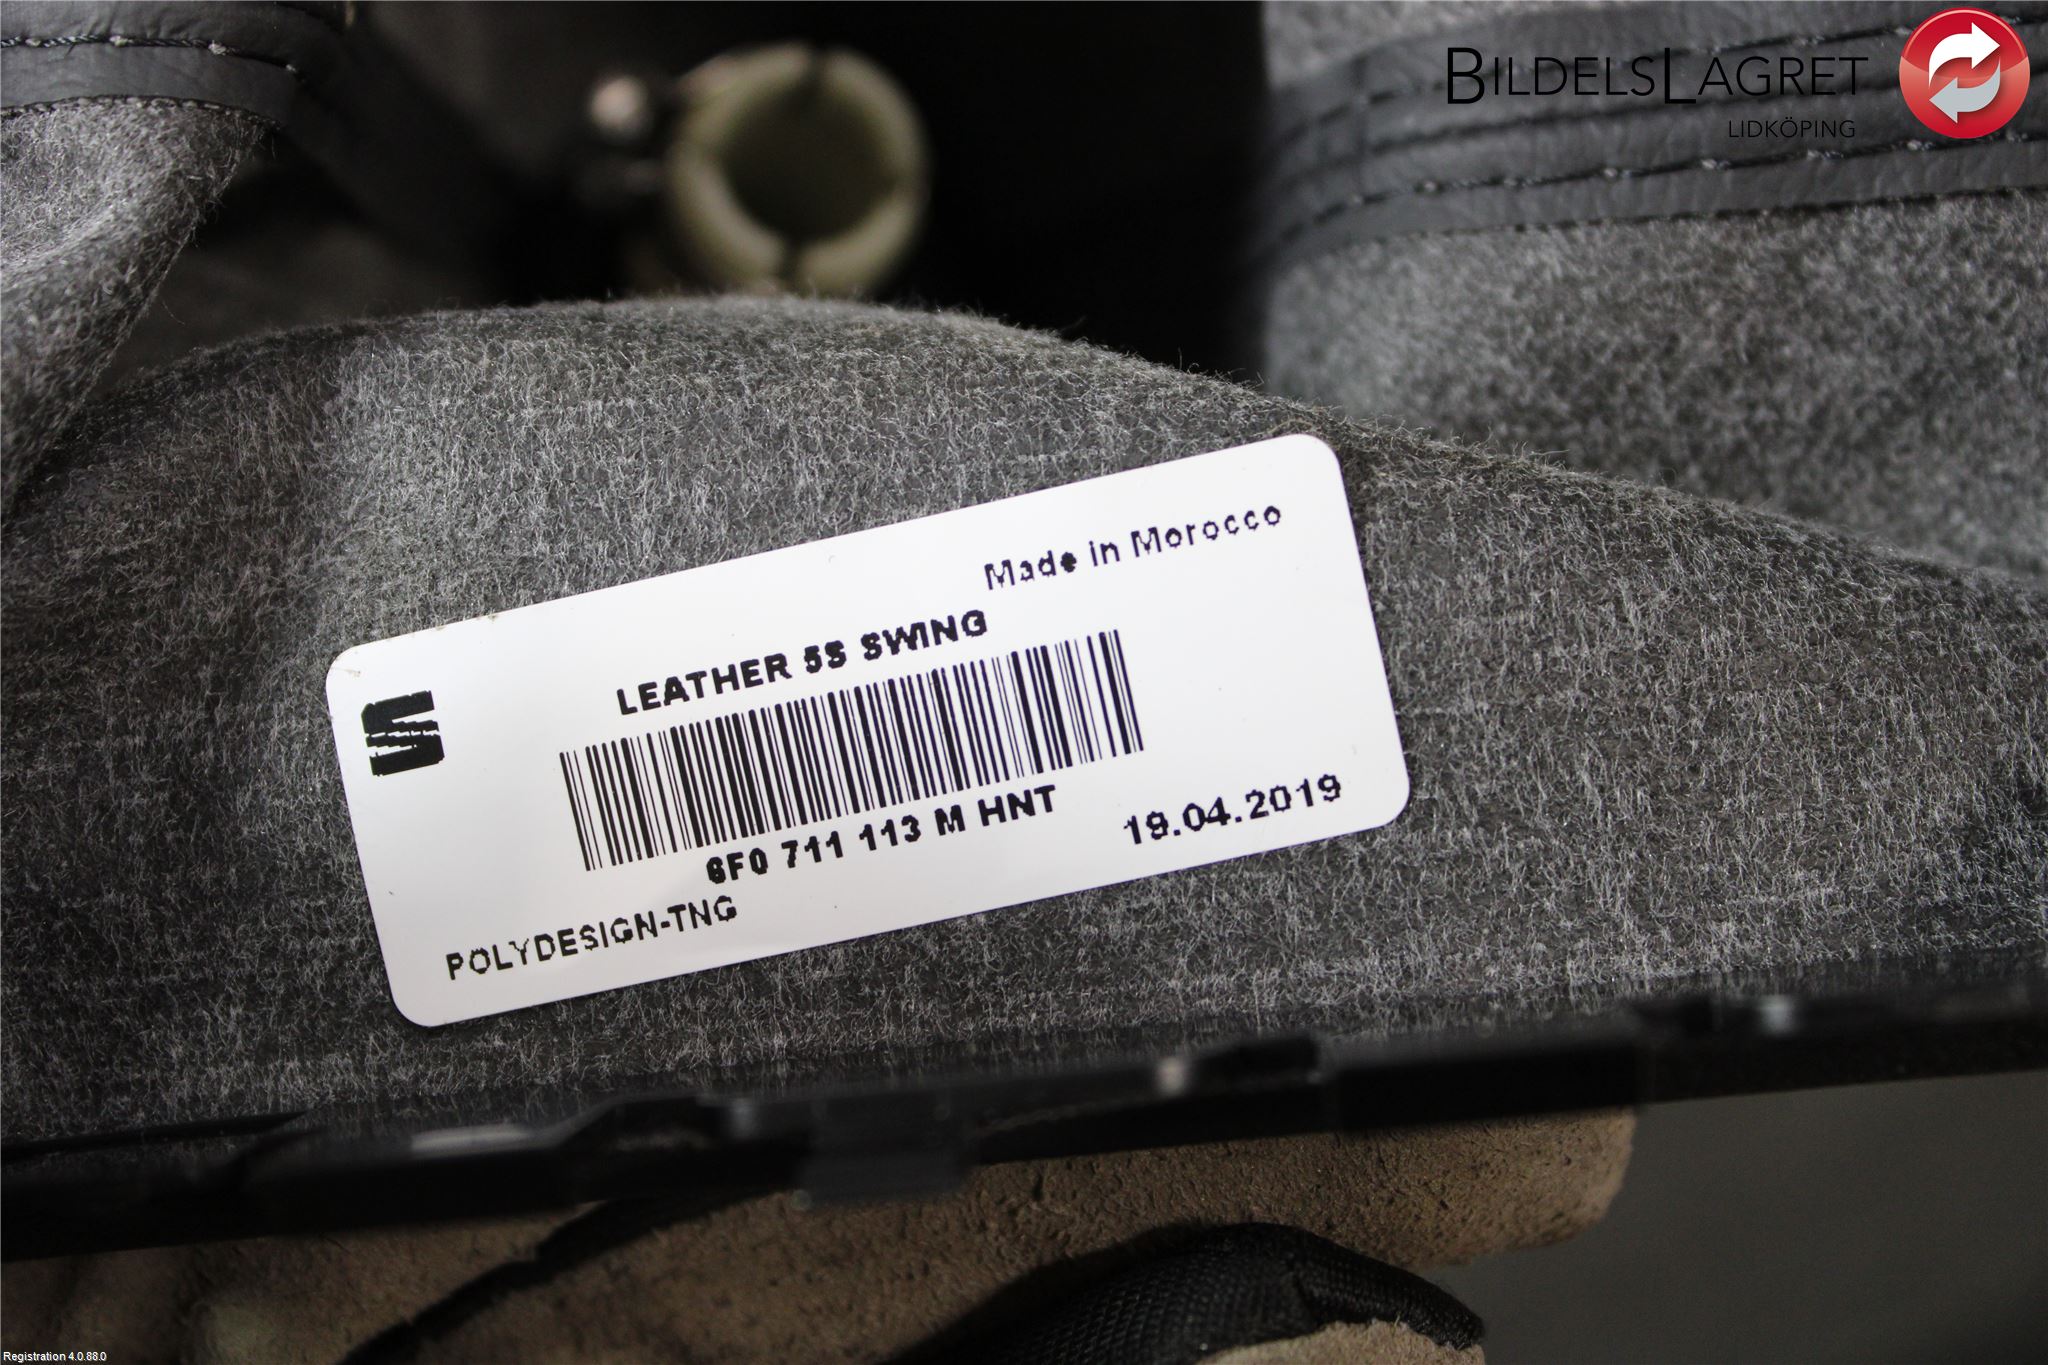 BILDELSLAGRET
LIDKÖPING
Made in Morocco
LEATHER 5S SWING
6F0 711 113 M HNT
19.04.2019
POLYDESIGN-TNG
Registration 4.0.88.0